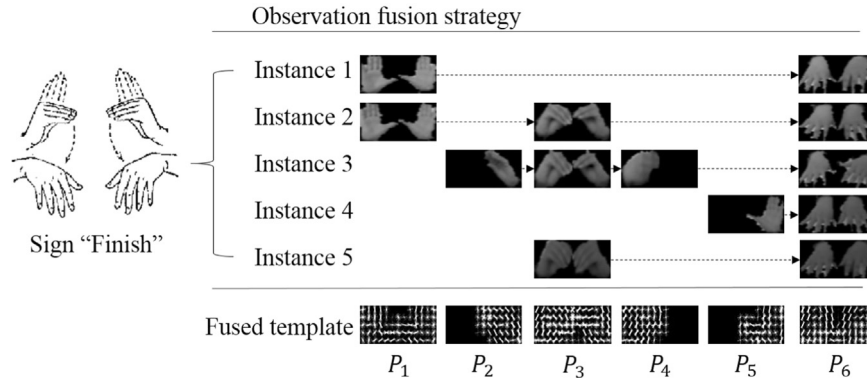 Observation fusion strategy
Instance 1
Instance 2
Instance 3
Instance 4
Instance 5
Sign “Finish”
Fused template
P1 P2 P3 P4 P5 P6